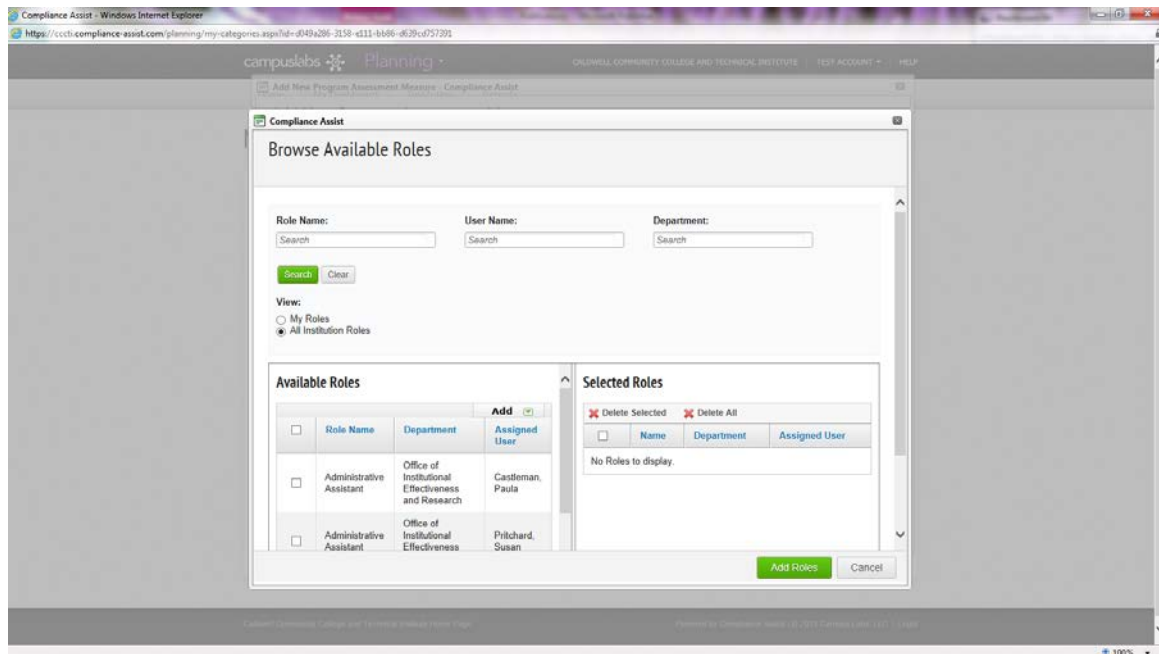 Compliance Assist - Windows Internet Explorer
https://cccti.compliance-assist.com/planning/my-categories.aspx?id=d049a286-3158-e111-bb86-d639cd757391
campuslabs Planning
CALDWELL COMMUNITY COLLEGE AND TECHNICAL INSTITUTE TEST ACCOUNT HELP
Add New Program Assessment Measure - Compliance Assist
Compliance Assist
Browse Available Roles
Role Name: User Name: Department:
Search Search Search
Search Clear
View:
My Roles
All Institution Roles
Available Roles
Add
Role Name Department Assigned User
Administrative Assistant Office of Institutional Effectiveness and Research Castleman, Paula
Administrative Assistant Office of Institutional Effectiveness Pritchard, Susan
Selected Roles
Delete Selected Delete All
Name Department Assigned User
No Roles to display.
Add Roles Cancel
100%